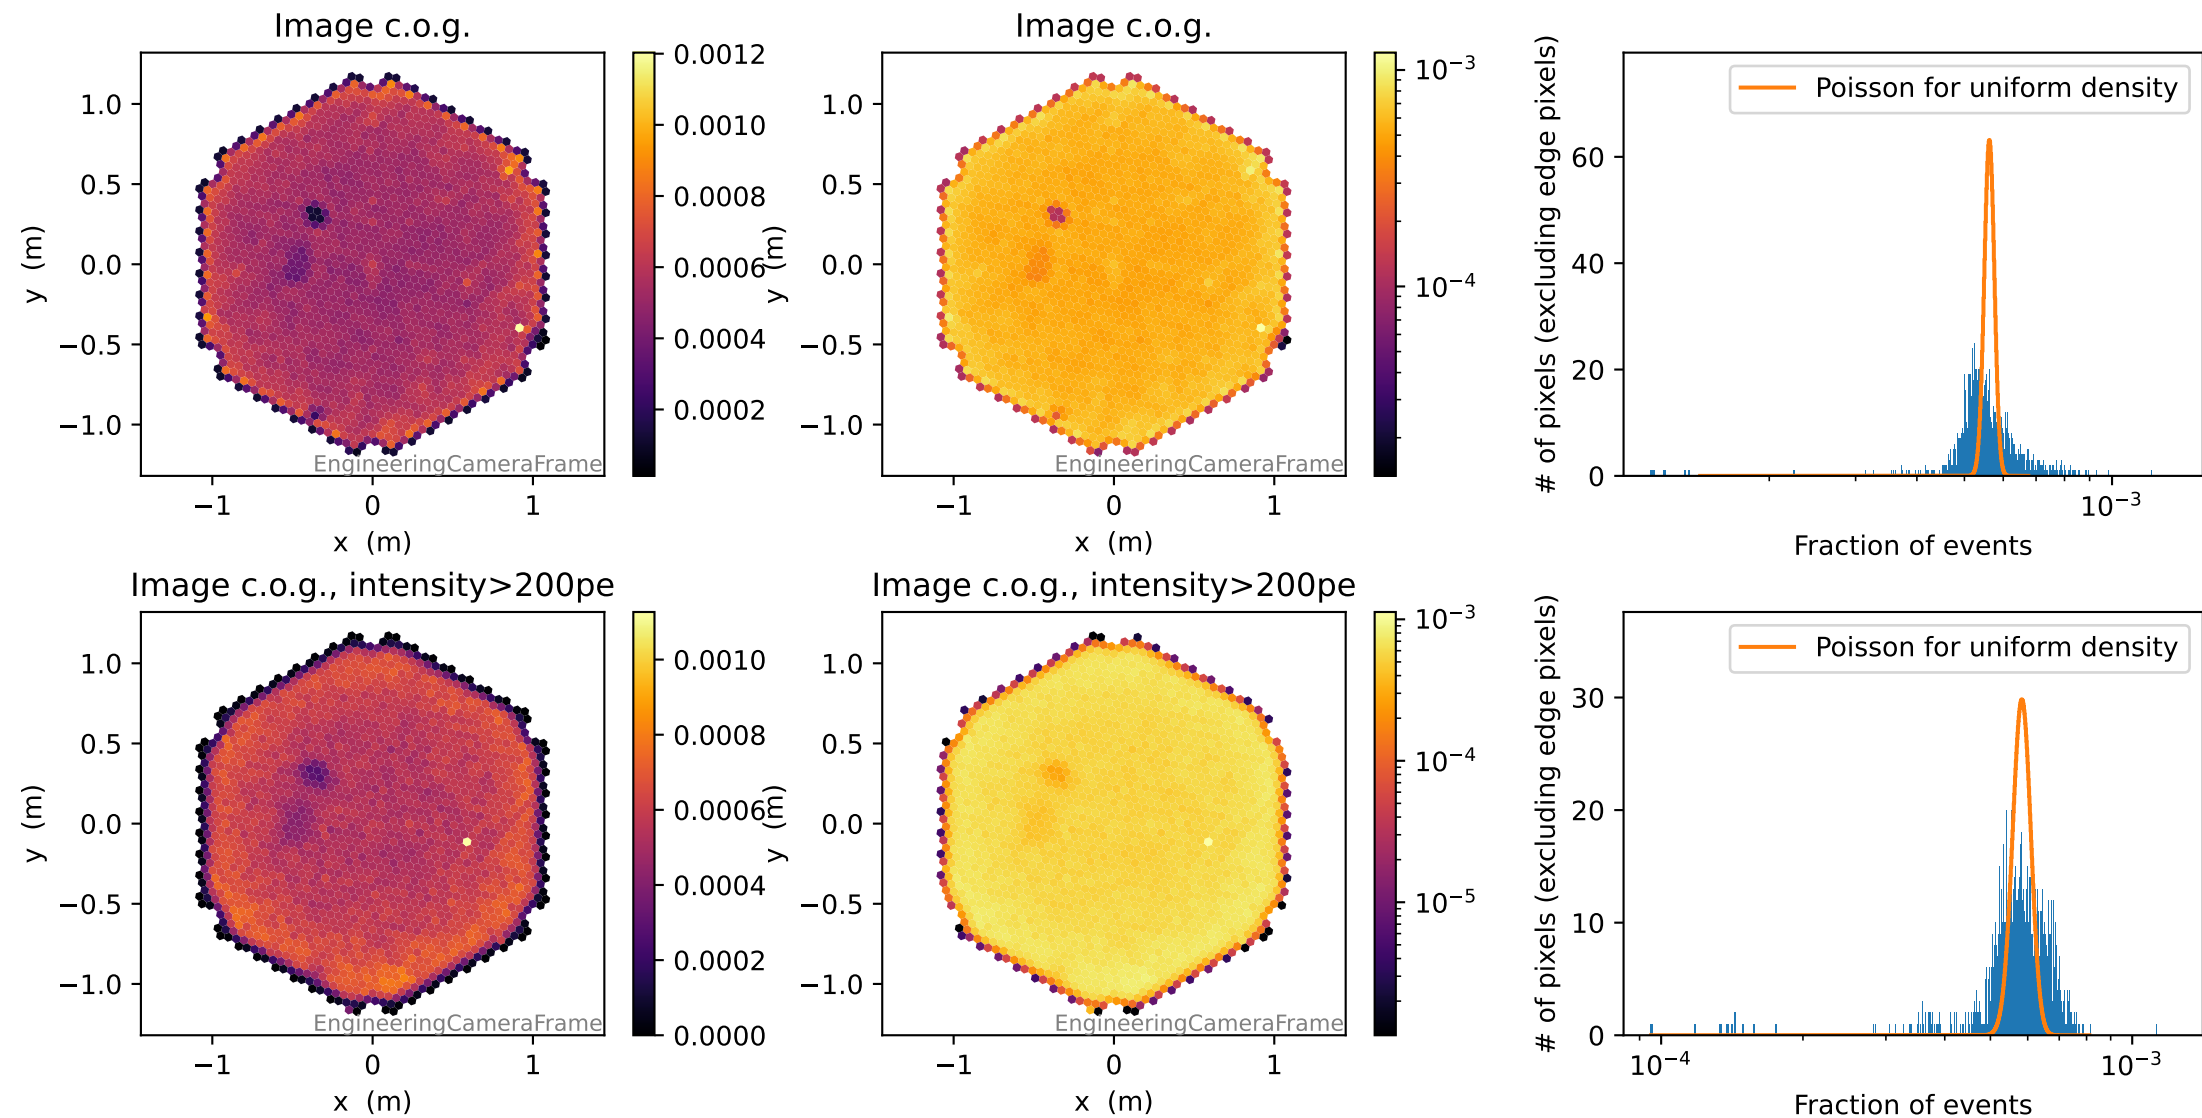 Image c.o.g.
y (m)
1.0
0.5
0.0
−0.5
−1.0
−1
0
1
x (m)
EngineeringCameraFrame
0.0012
0.0010
0.0008
0.0006
0.0004
0.0002
Image c.o.g.
y (m)
1.0
0.5
0.0
−0.5
−1.0
−1
0
1
x (m)
EngineeringCameraFrame
10⁻³
10⁻⁴
# of pixels (excluding edge pixels)
60
40
20
0
Poisson for uniform density
10⁻³
Fraction of events
Image c.o.g., intensity>200pe
y (m)
1.0
0.5
0.0
−0.5
−1.0
−1
0
1
x (m)
EngineeringCameraFrame
0.0010
0.0008
0.0006
0.0004
0.0002
0.0000
Image c.o.g., intensity>200pe
y (m)
1.0
0.5
0.0
−0.5
−1.0
−1
0
1
x (m)
EngineeringCameraFrame
10⁻³
10⁻⁴
10⁻⁵
# of pixels (excluding edge pixels)
30
20
10
0
Poisson for uniform density
10⁻⁴
10⁻³
Fraction of events